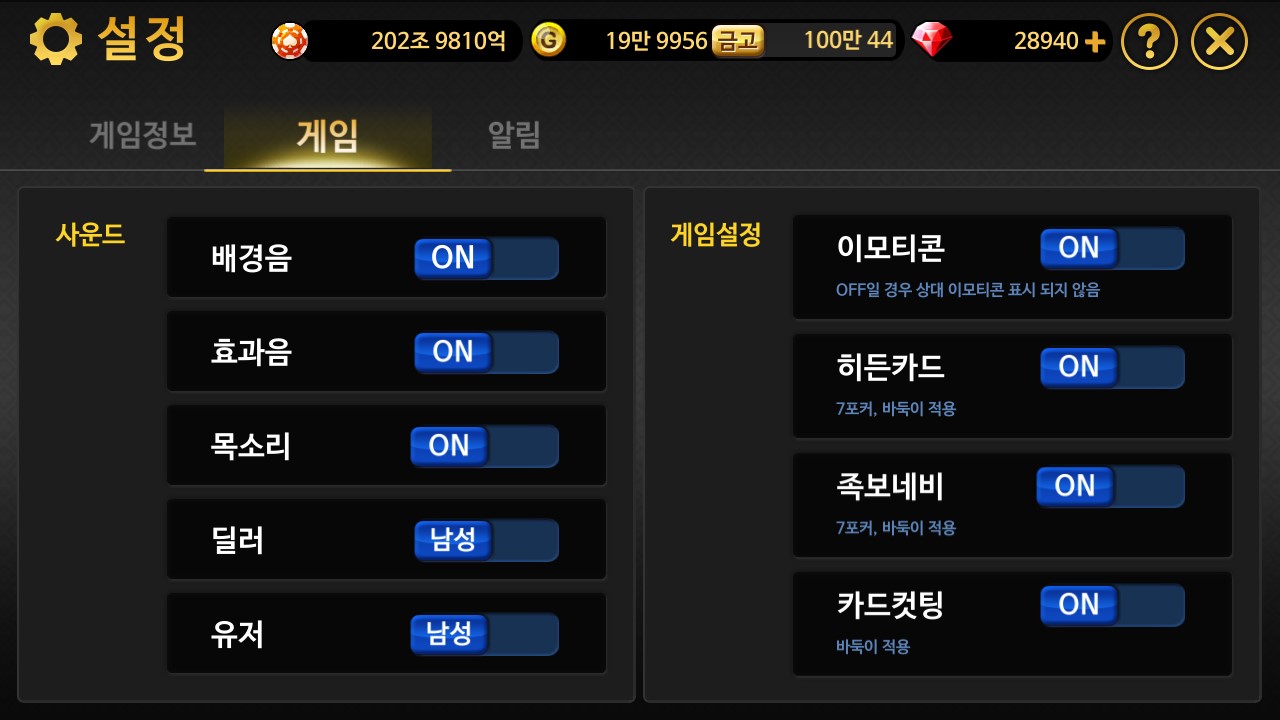 설정 202조 9810억 G 19만 9956 금고 100만 44 28940 + ? X
게임정보 게임 알림
사운드
배경음 ON
효과음 ON
목소리 ON
딜러 남성
유저 남성
게임설정
이모티콘 ON
OFF일 경우 상대 이모티콘 표시 되지 않음
히든카드 ON
7포커, 바둑이 적용
족보네비 ON
7포커, 바둑이 적용
카드컷팅 ON
바둑이 적용